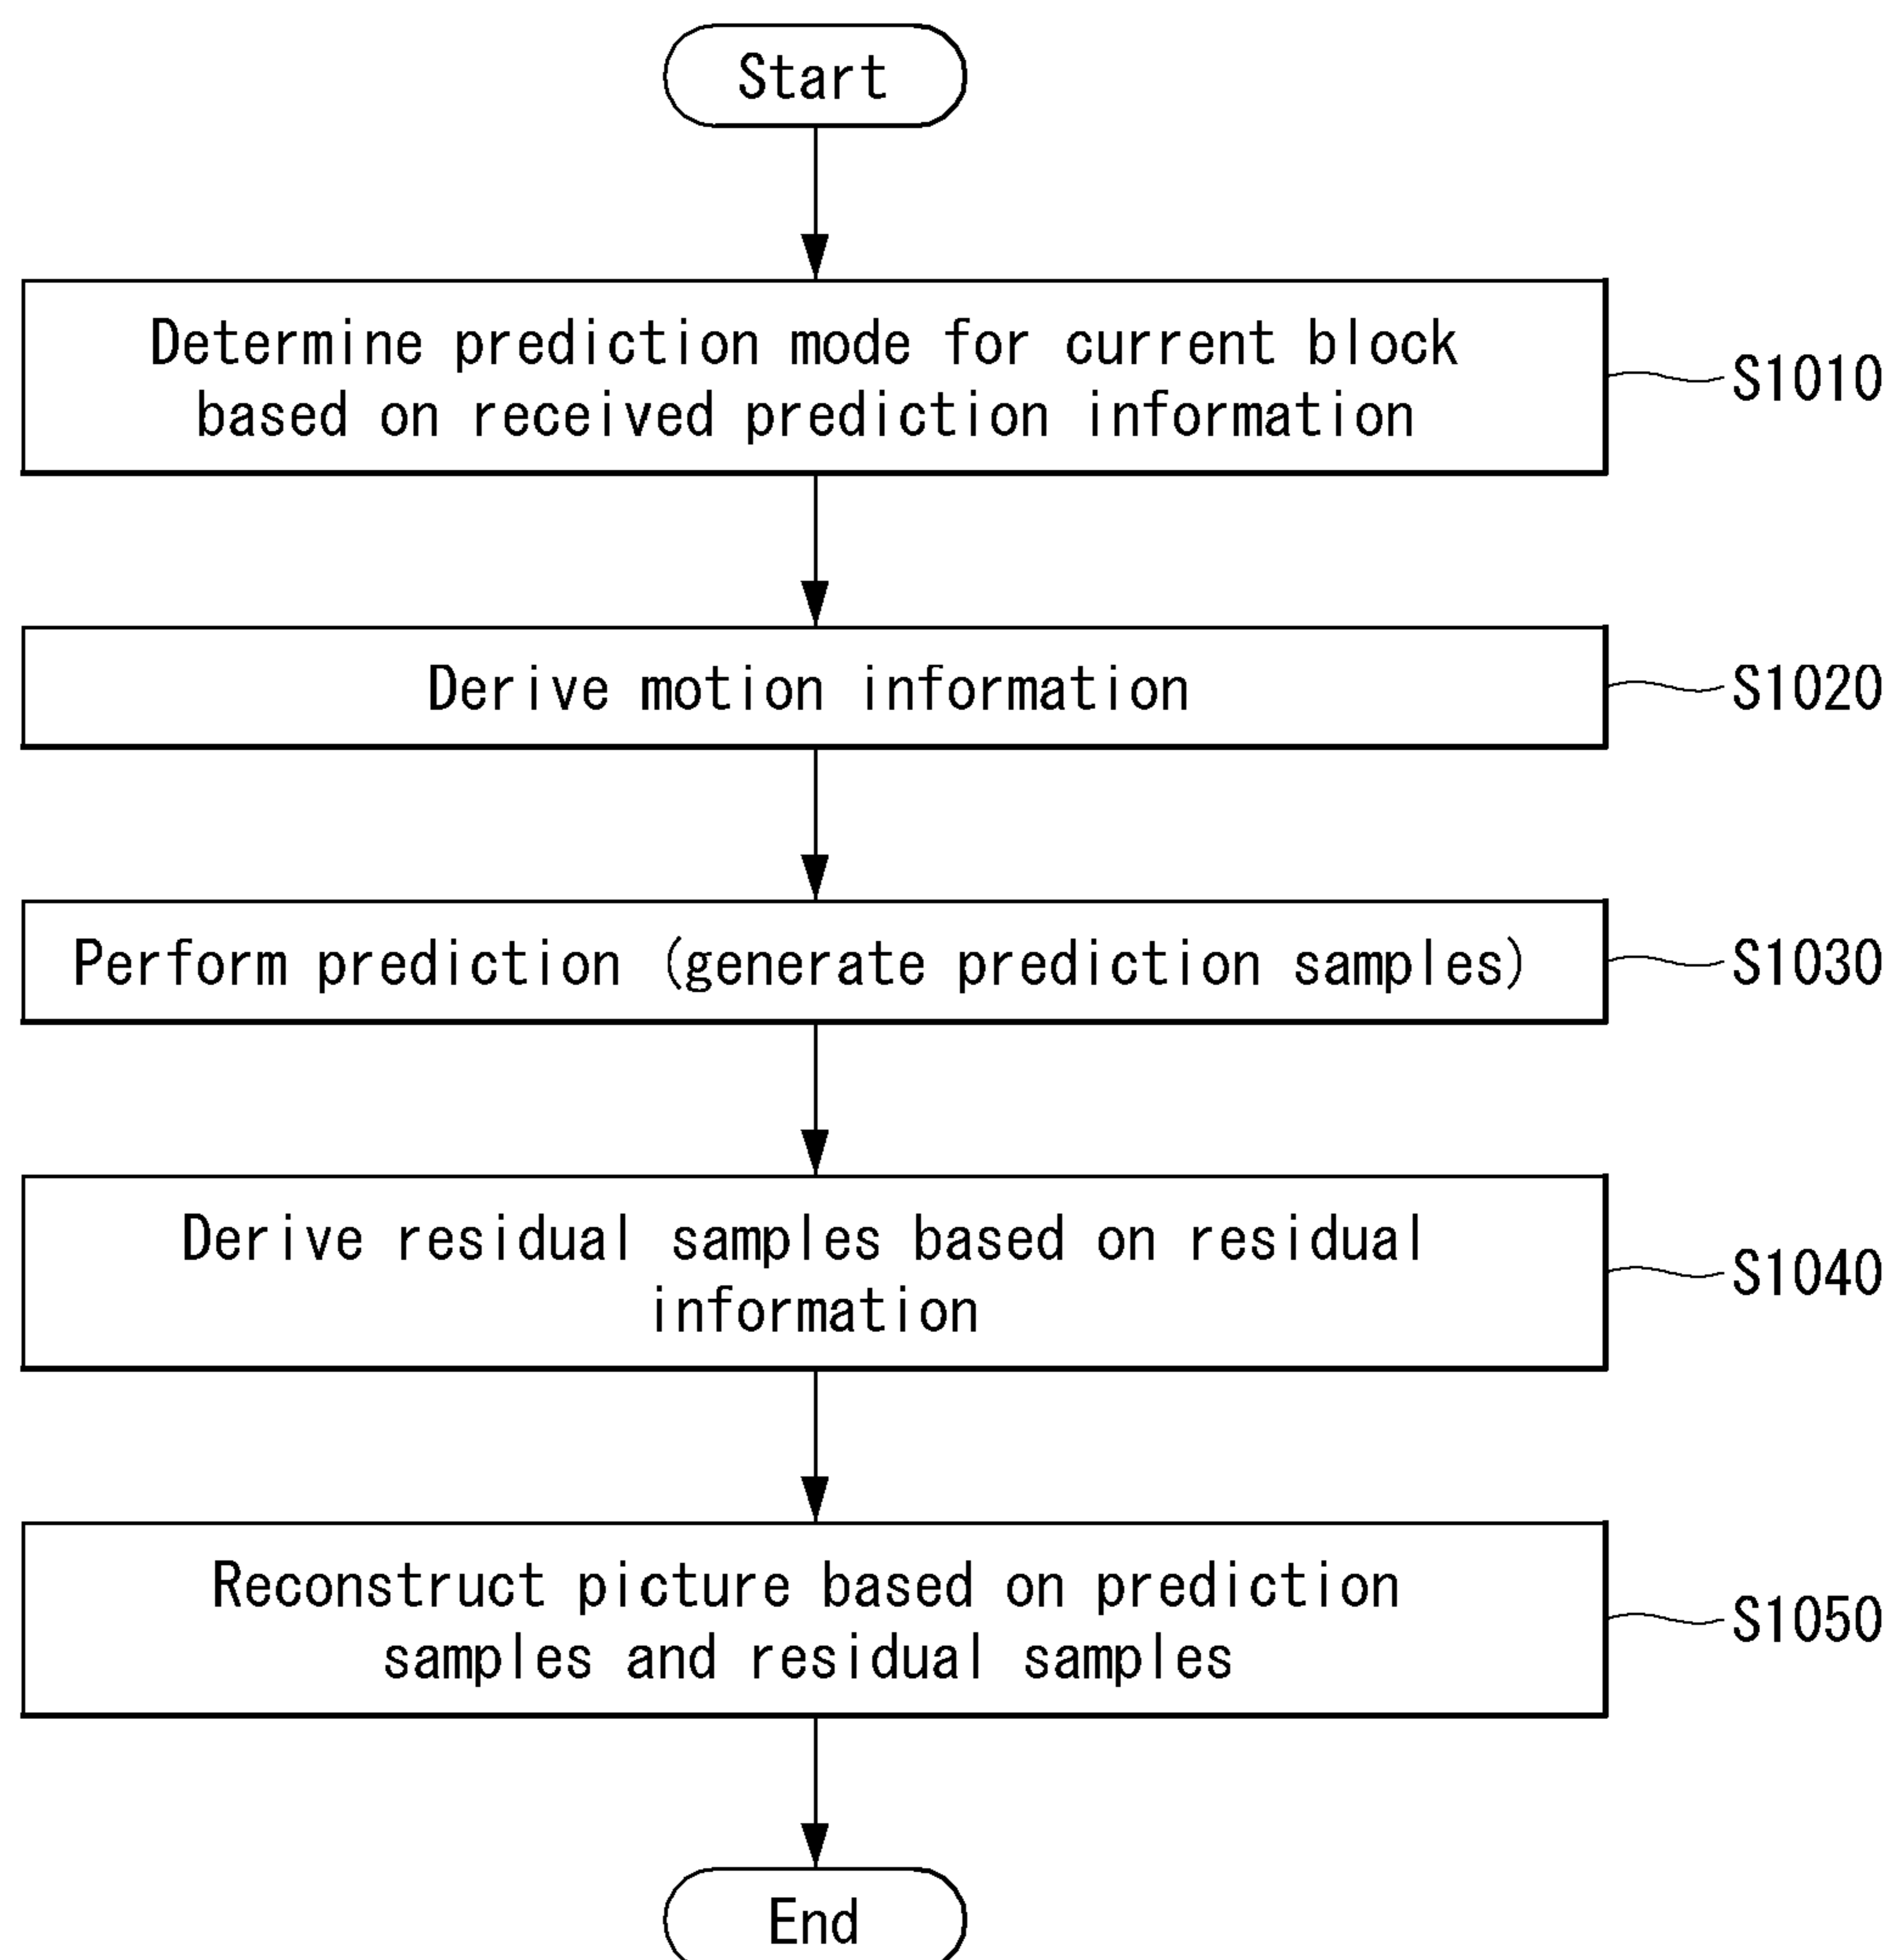 Start
Determine prediction mode for current block
based on received prediction information
S1010
Derive motion information
S1020
Perform prediction (generate prediction samples)
S1030
Derive residual samples based on residual
information
S1040
Reconstruct picture based on prediction
samples and residual samples
S1050
End